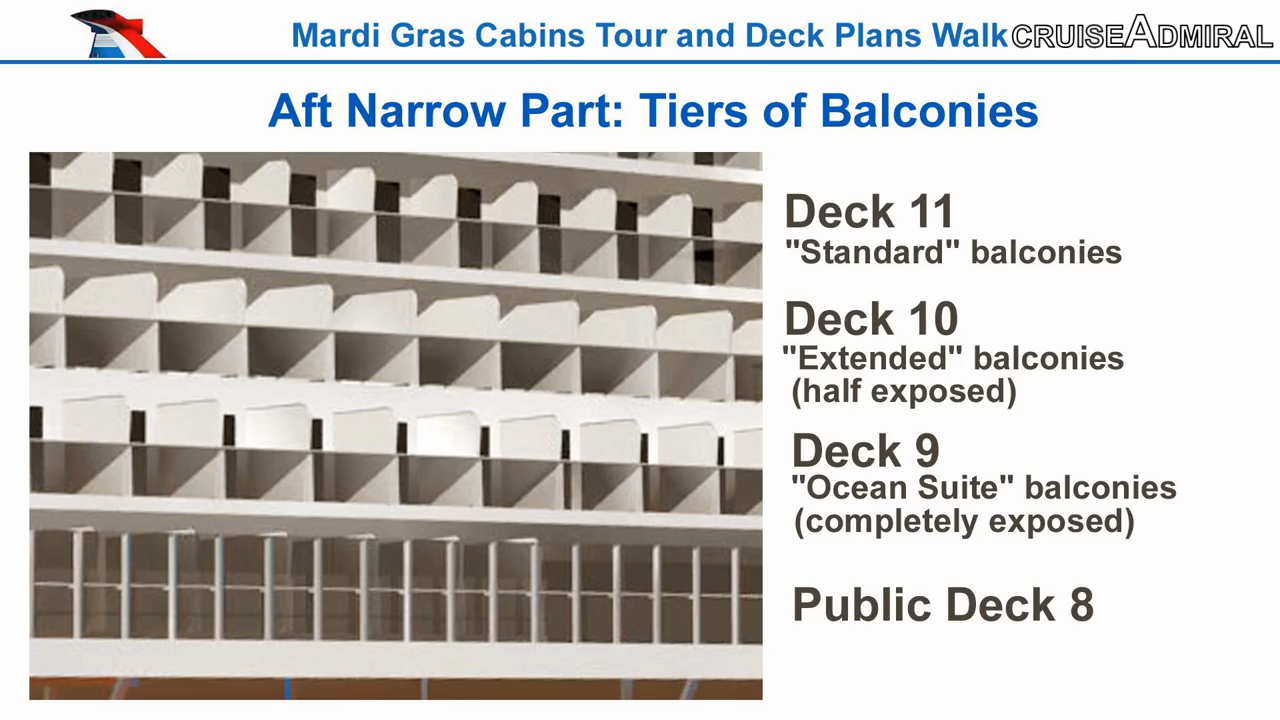 Mardi Gras Cabins Tour and Deck Plans Walk CRUISEADMIRAL
Aft Narrow Part: Tiers of Balconies
Deck 11
"Standard" balconies
Deck 10
"Extended" balconies
(half exposed)
Deck 9
"Ocean Suite" balconies
(completely exposed)
Public Deck 8